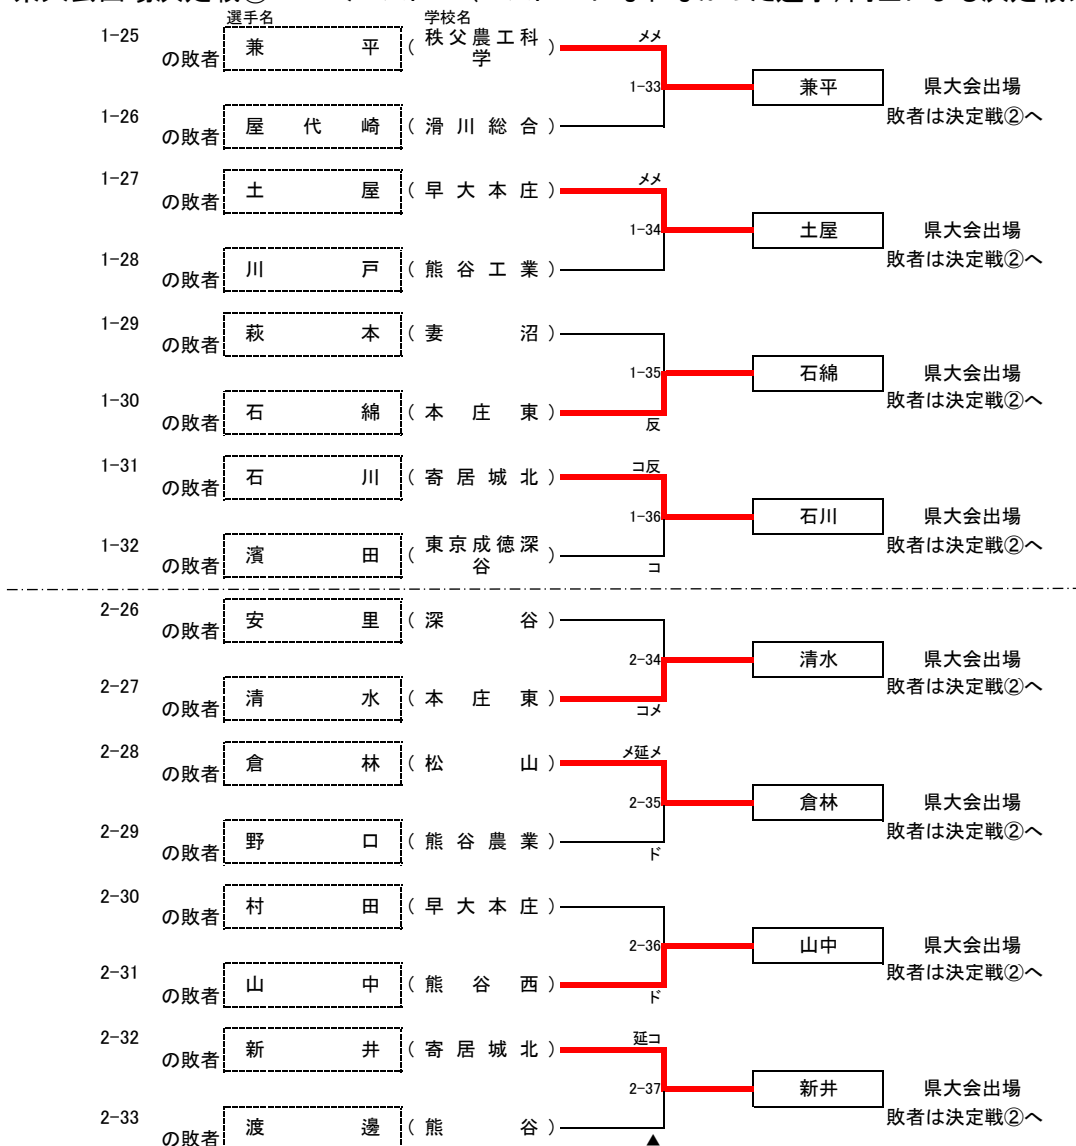 選手名 学校名
1-25 の敗者 兼平 (秩父農工科学) メメ
1-33 兼平 県大会出場
敗者は決定戦②へ
1-26 の敗者 屋代崎 (滑川総合)
1-27 の敗者 土屋 (早大本庄) メメ
1-34 土屋 県大会出場
敗者は決定戦②へ
1-28 の敗者 川戸 (熊谷工業)
1-29 の敗者 萩本 (妻沼)
1-35 石綿 県大会出場
敗者は決定戦②へ
1-30 の敗者 石綿 (本庄東) 反
1-31 の敗者 石川 (寄居城北) コ反
1-36 石川 県大会出場
敗者は決定戦②へ
1-32 の敗者 濱田 (東京成徳深谷) コ
2-26 の敗者 安里 (深谷)
2-34 清水 県大会出場
敗者は決定戦②へ
2-27 の敗者 清水 (本庄東) コメ
2-28 の敗者 倉林 (松山) メ延メ
2-35 倉林 県大会出場
敗者は決定戦②へ
2-29 の敗者 野口 (熊谷農業) ド
2-30 の敗者 村田 (早大本庄)
2-36 山中 県大会出場
敗者は決定戦②へ
2-31 の敗者 山中 (熊谷西) ド
2-32 の敗者 新井 (寄居城北) 延コ
2-37 新井 県大会出場
敗者は決定戦②へ
2-33 の敗者 渡邊 (熊谷) ▲